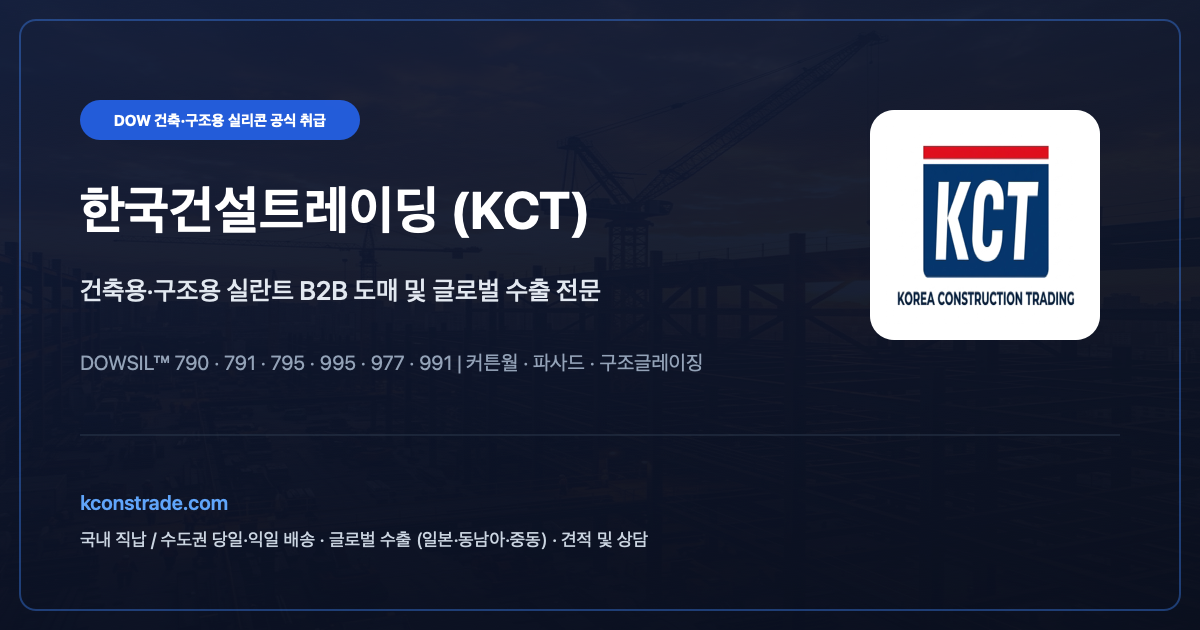 DOW 건축·구조용 실리콘 공식 취급
한국건설트레이딩 (KCT)
건축용·구조용 실란트 B2B 도매 및 글로벌 수출 전문
DOWSIL™ 790 · 791 · 795 · 995 · 977 · 991 | 커튼월 · 파사드 · 구조글레이징
KCT
KOREA CONSTRUCTION TRADING
kconstrade.com
국내 직납 / 수도권 당일·익일 배송 · 글로벌 수출 (일본·동남아·중동) · 견적 및 상담